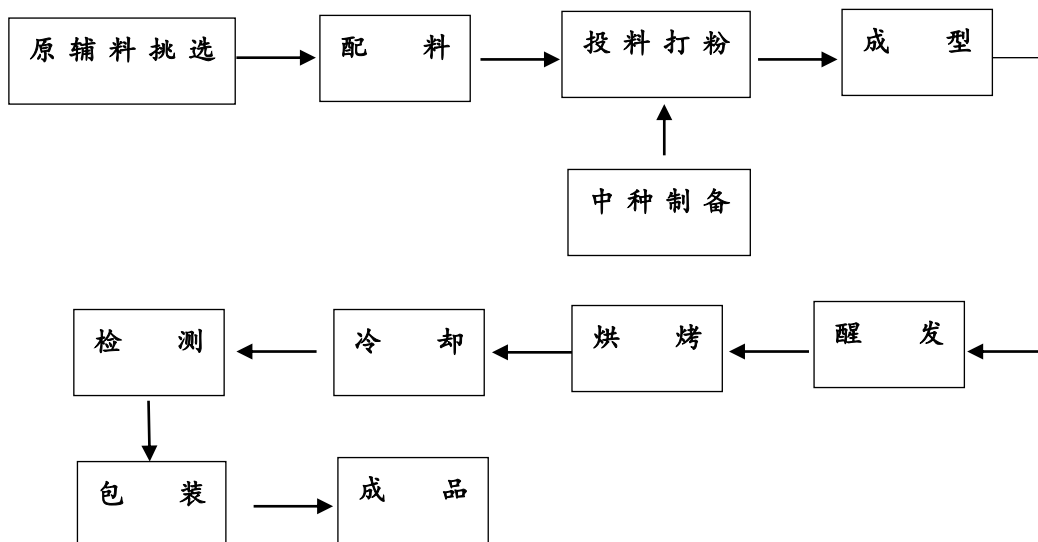 原辅料挑选
配料
投料打粉
成型
中种制备
检测
冷却
烘烤
醒发
包装
成品